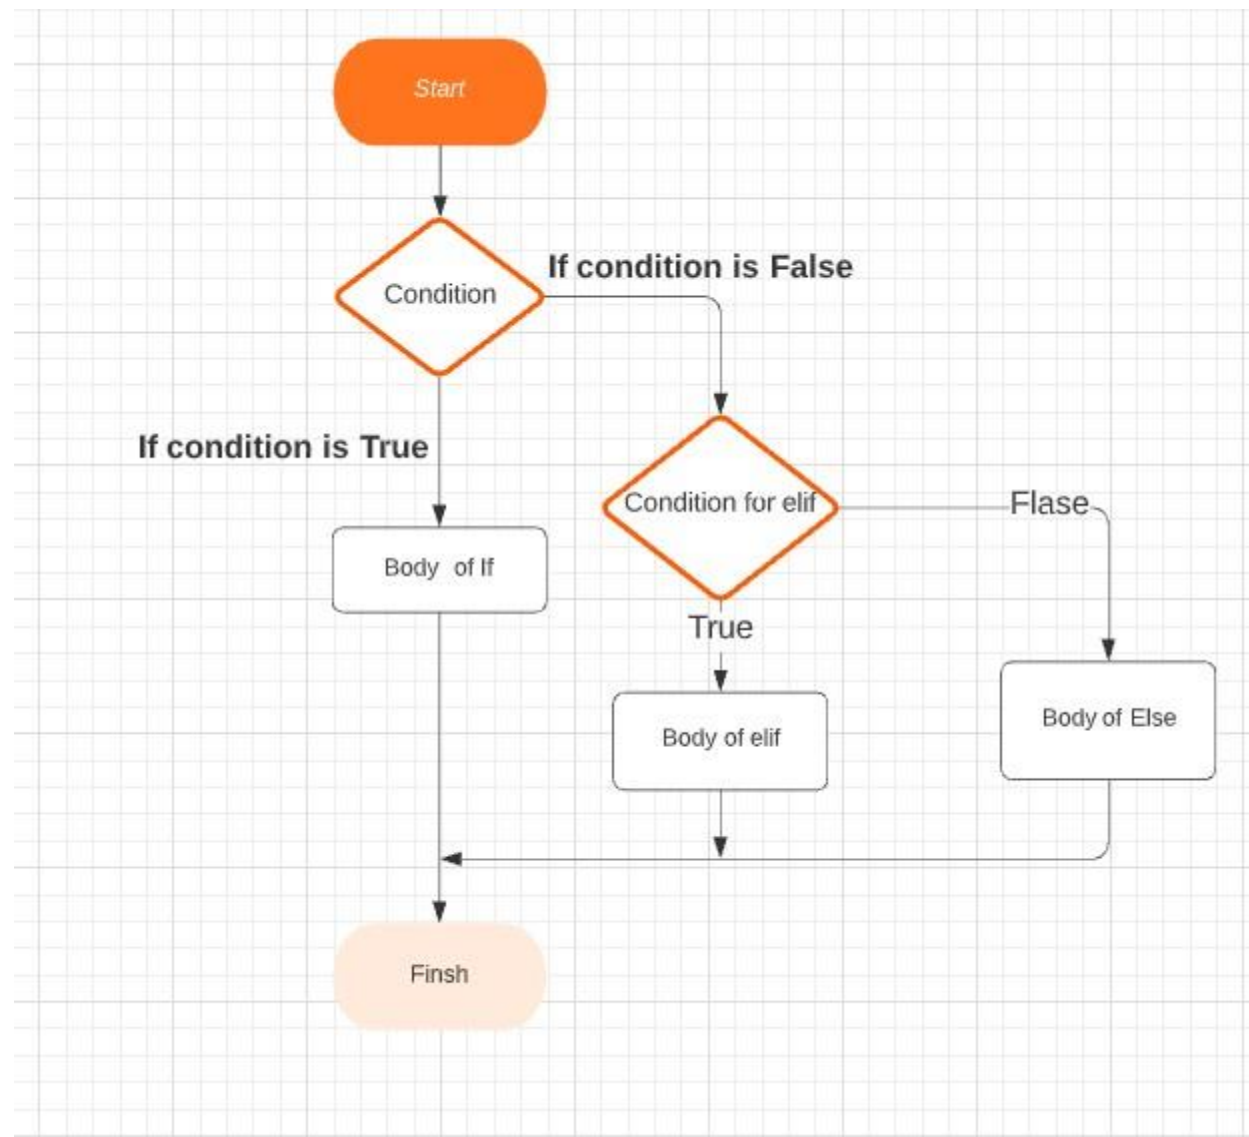 Start
Condition
If condition is False
If condition is True
Condition for elif
Flase
Body of If
True
Body of elif
Body of Else
Finsh